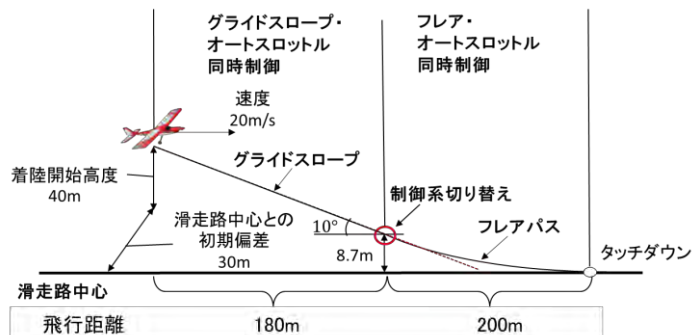 グライドスロープ・
オートスロットル
同時制御
フレア・
オートスロットル
同時制御
速度
20m/s
グライドスロープ
着陸開始高度
40m
制御系切り替え
10°
滑走路中心との
初期偏差
30m
フレアパス
8.7m
タッチダウン
滑走路中心
飛行距離
180m
200m